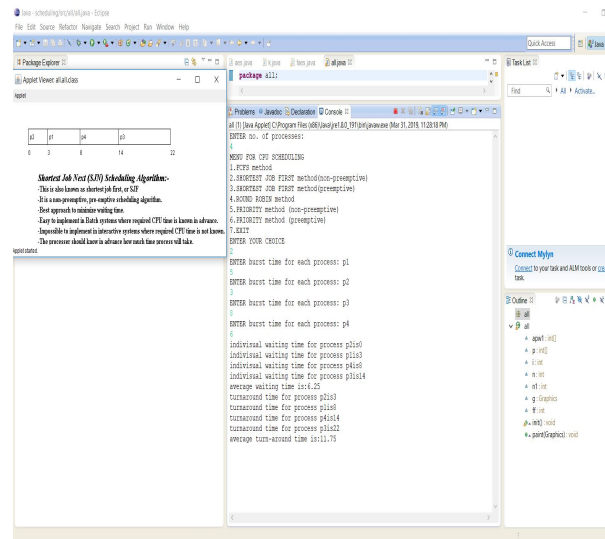 Java - scheduling/src/all/all.java - Eclipse
File Edit Source Refactor Navigate Search Project Run Window Help
Quick Access
Java
Package Explorer
Applet Viewer: all.all.class
Applet
p2 p1 p4 p3
0 3 8 14 22
Shortest Job Next (SJN) Scheduling Algorithm:-
-This is also known as shortest job first, or SJF
-It is a non-preemptive, pre-emptive scheduling algorithm.
-Best approach to minimize waiting time.
-Easy to implement in Batch systems where required CPU time is known in advance.
-Impossible to implement in interactive systems where required CPU time is not known.
-The processer should know in advance how much time process will take.
Applet started.
all.java
package all;
Problems Javadoc Declaration Console
all (1) [Java Applet] C:\Program Files (x86)\Java\jre1.8.0_191\bin\javaw.exe (Mar 31, 2019, 11:28:18 PM)
ENTER no. of processes:
4
MENU FOR CPU SCHEDULING
1.FCFS method
2.SHORTEST JOB FIRST method(non-preemptive)
3.SHORTEST JOB FIRST method(preemptive)
4.ROUND ROBIN method
5.PRIORITY method (non-preemptive)
6.PRIORITY method (preemptive)
7.EXIT
ENTER YOUR CHOICE
2
ENTER burst time for each process: p1
5
ENTER burst time for each process: p2
3
ENTER burst time for each process: p3
8
ENTER burst time for each process: p4
6
indivisual waiting time for process p2is0
indivisual waiting time for process p1is3
indivisual waiting time for process p4is8
indivisual waiting time for process p3is14
average waiting time is:6.25
turnaround time for process p2is3
turnaround time for process p1is8
turnaround time for process p4is14
turnaround time for process p3is22
average turn-around time is:11.75
Task List
Find All Activate...
Connect Mylyn
Connect to your task and ALM tools or
task.
Outline
all
all
apw1 : int[]
p : int[]
i : int
n : int
n1 : int
g : Graphics
ff : int
init() : void
paint(Graphics) : void